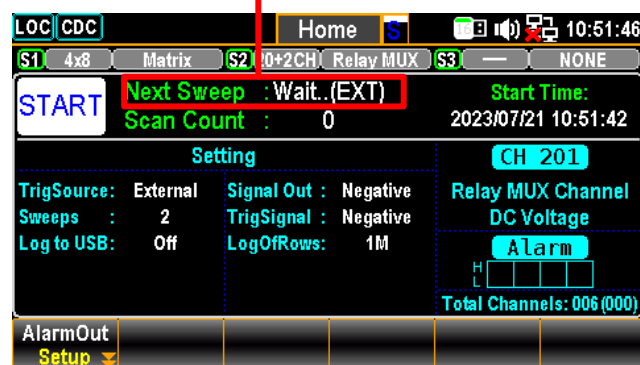 LOC CDC Home S 10:51:46
S1 4x8 Matrix S2 20+2CH Relay MUX S3 — NONE
START
Next Sweep : Wait..(EXT)
Scan Count : 0
Start Time:
2023/07/21 10:51:42
Setting
TrigSource: External Signal Out : Negative
Sweeps : 2 TrigSignal : Negative
Log to USB: Off LogOfRows: 1M
CH 201
Relay MUX Channel
DC Voltage
Alarm
H
L
Total Channels: 006(000)
AlarmOut
Setup